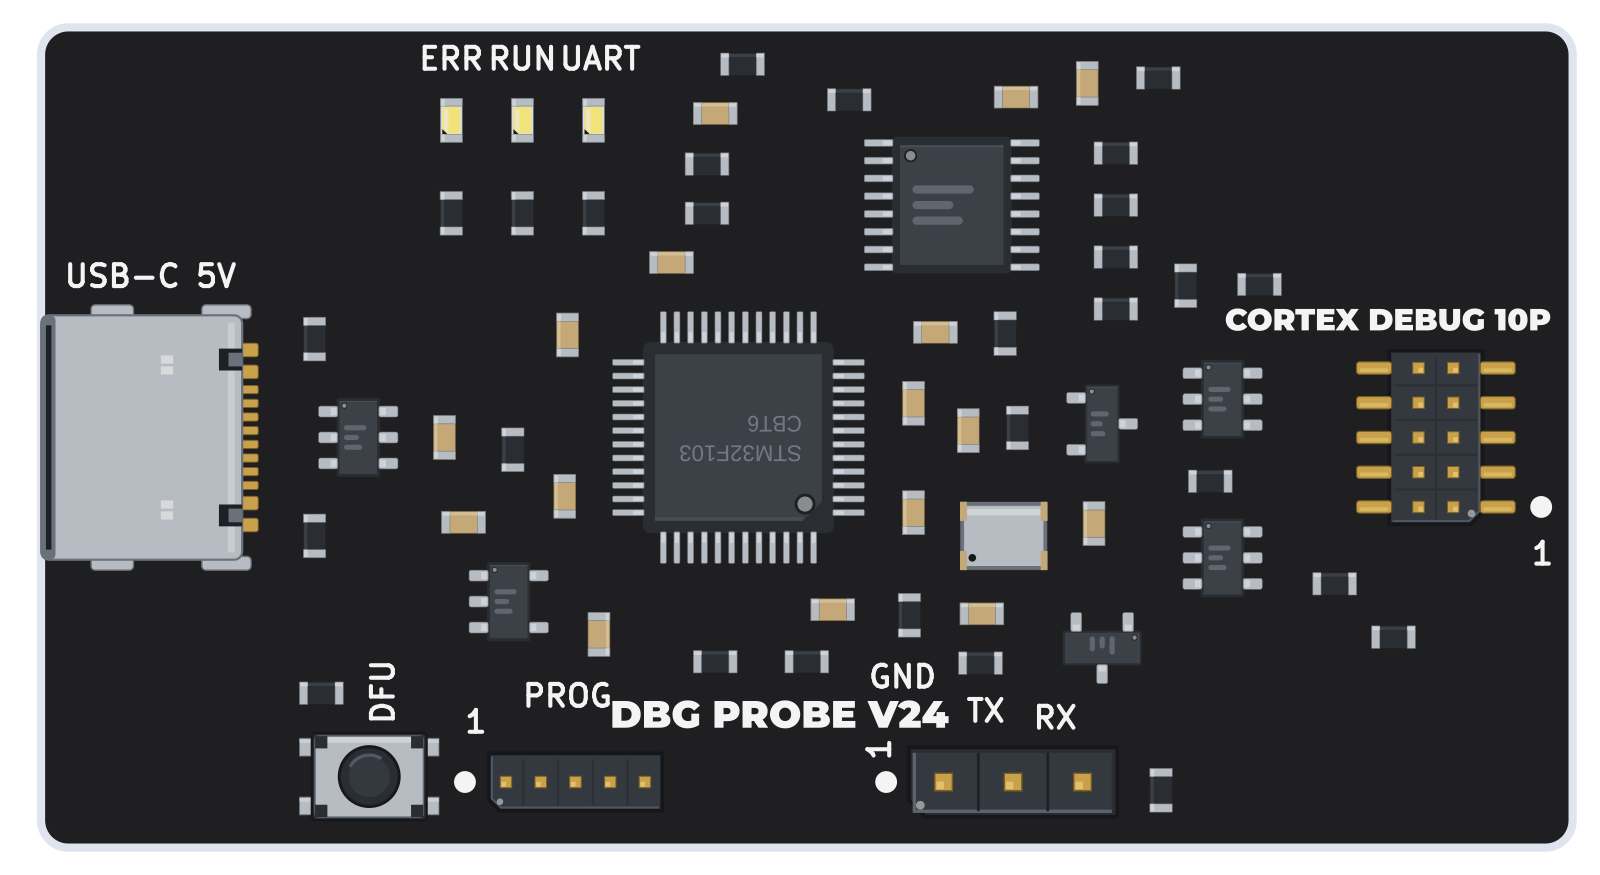 ERR RUN UART
USB-C 5V
CORTEX DEBUG 10P
CBT6
STM32F103
1
DFU
1
PROG
DBG PROBE V24
GND
TX
RX
1